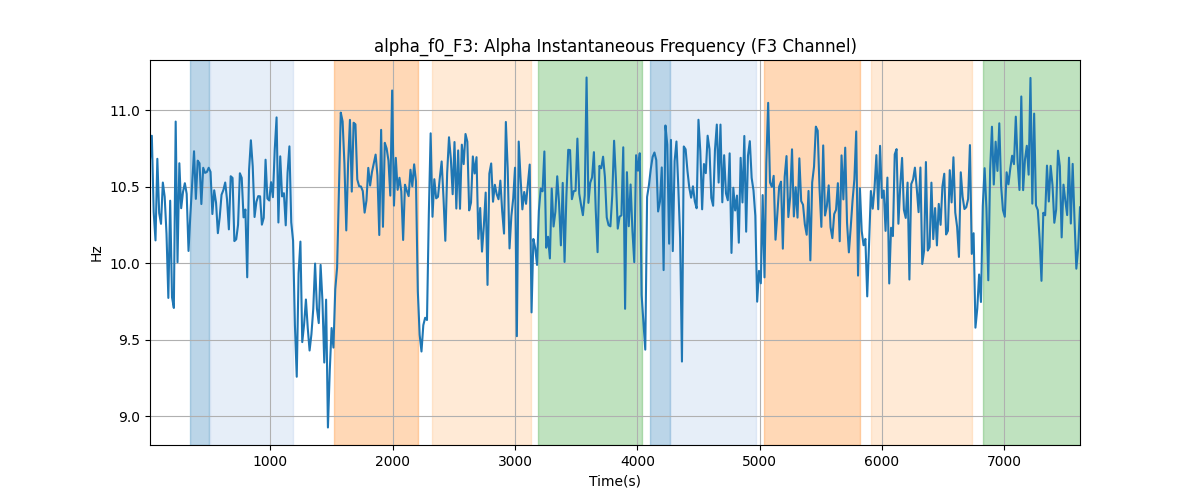 alpha_f0_F3: Alpha Instantaneous Frequency (F3 Channel)
11.0
10.5
10.0
9.5
9.0
Hz
1000 2000 3000 4000 5000 6000 7000
Time(s)